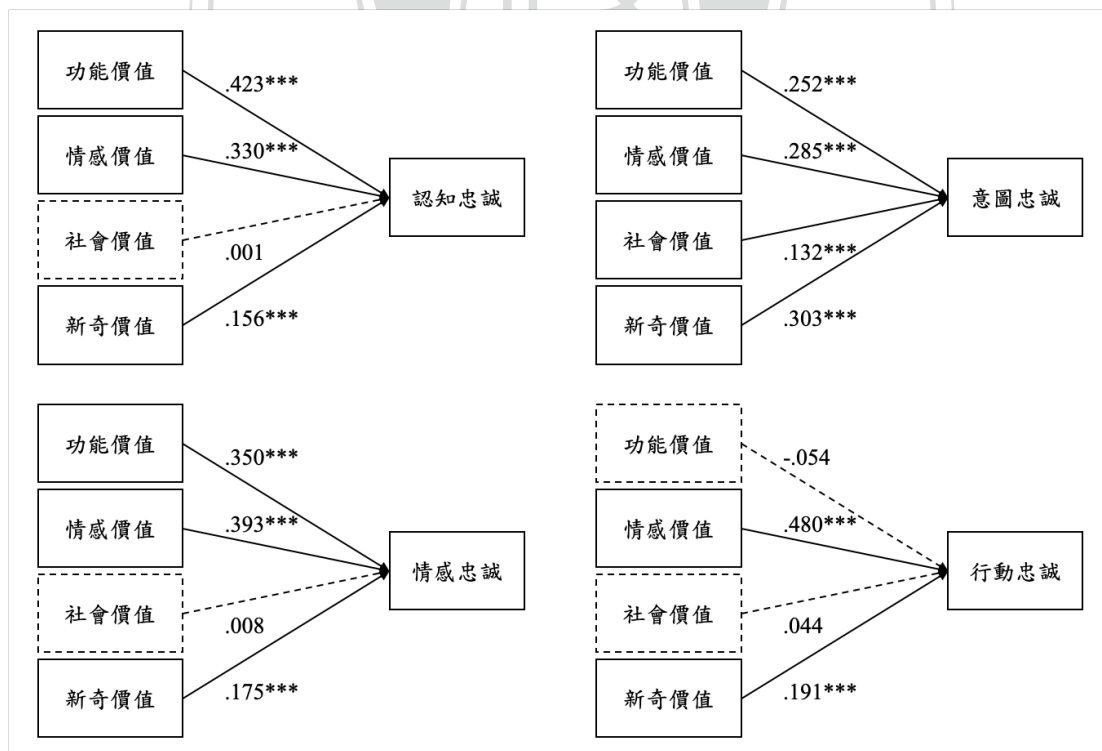 功能價值
.423***
情感價值
.330***
社會價值
.001
新奇價值
.156***
認知忠誠
功能價值
.252***
情感價值
.285***
社會價值
.132***
新奇價值
.303***
意圖忠誠
功能價值
.350***
情感價值
.393***
社會價值
.008
新奇價值
.175***
情感忠誠
功能價值
-.054
情感價值
.480***
社會價值
.044
新奇價值
.191***
行動忠誠